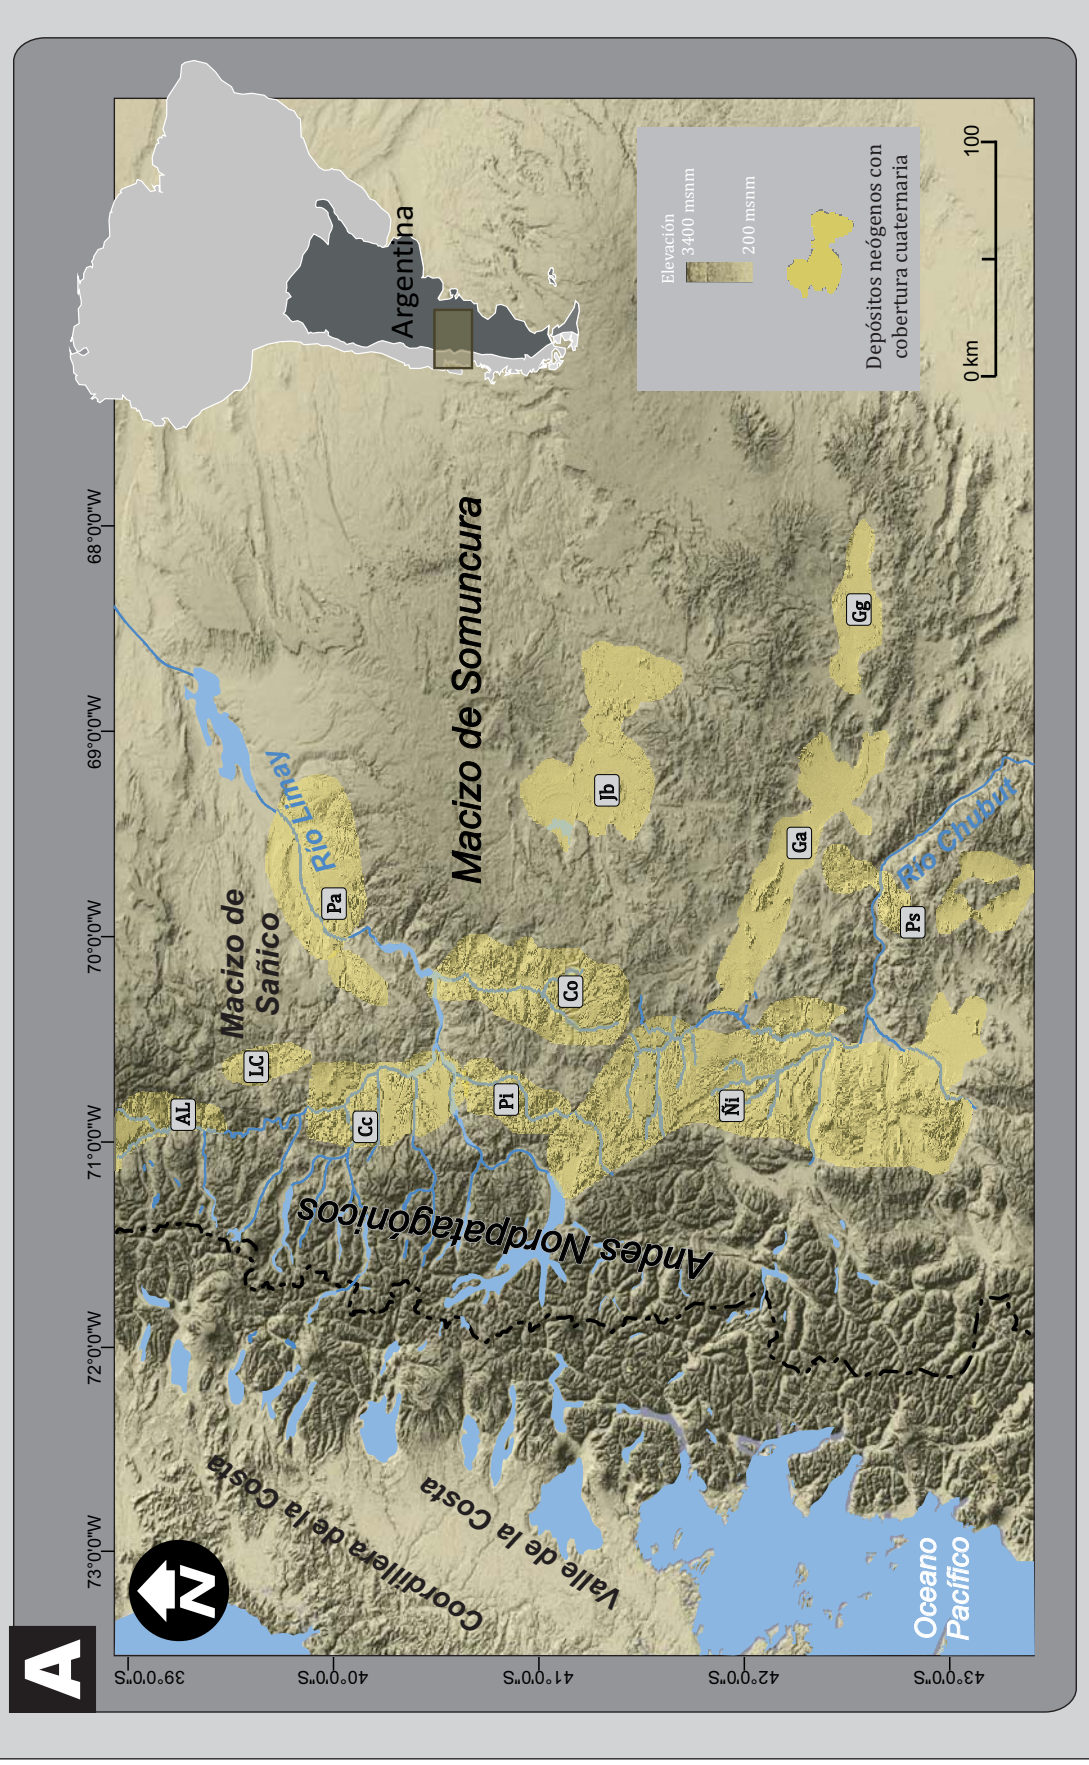 A
N
73°0'0"W
72°0'0"W
71°0'0"W
70°0'0"W
69°0'0"W
68°0'0"W
39°0'0"S
40°0'0"S
41°0'0"S
42°0'0"S
43°0'0"S
Argentina
Coordillera de la Costa
Valle de la Costa
Andes Nordpatagónicos
Macizo de
Sañico
Macizo de Somuncura
Río Limay
Río Chubut
Oceano
Pacífico
AL
LC
Cc
Pa
Pi
Co
Jb
Ñi
Ga
Gg
Ps
Elevación
3400 msnm
200 msnm
Depósitos neógenos con
cobertura cuaternaria
0 km
100